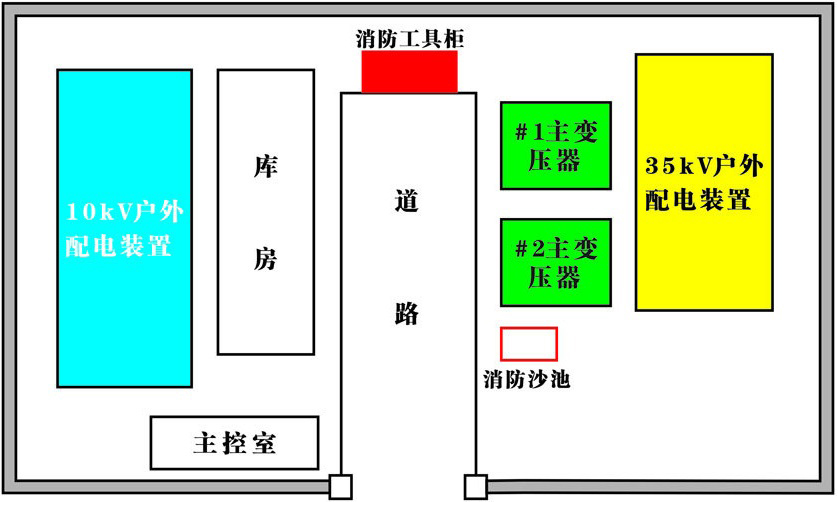 消防工具柜
10kV户外
配电装置
库
房
道
路
#1主变
压器
#2主变
压器
35kV户外
配电装置
消防沙池
主控室